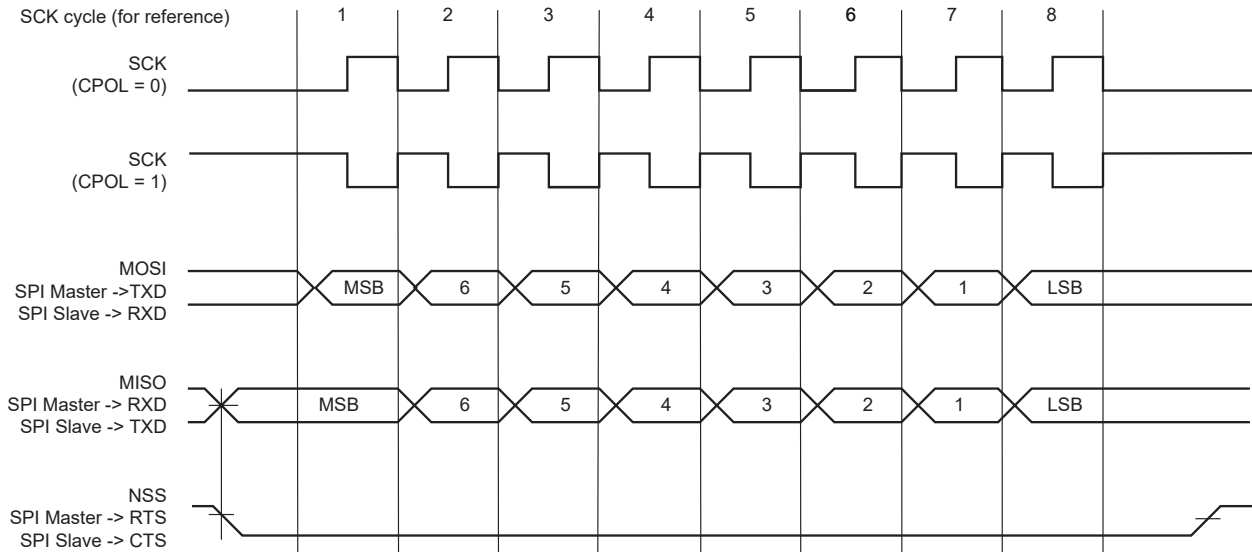 SCK cycle (for reference) 1 2 3 4 5 6 7 8
SCK
(CPOL = 0)
SCK
(CPOL = 1)
MOSI
SPI Master ->TXD
SPI Slave -> RXD
MSB 6 5 4 3 2 1 LSB
MISO
SPI Master -> RXD
SPI Slave -> TXD
MSB 6 5 4 3 2 1 LSB
NSS
SPI Master -> RTS
SPI Slave -> CTS